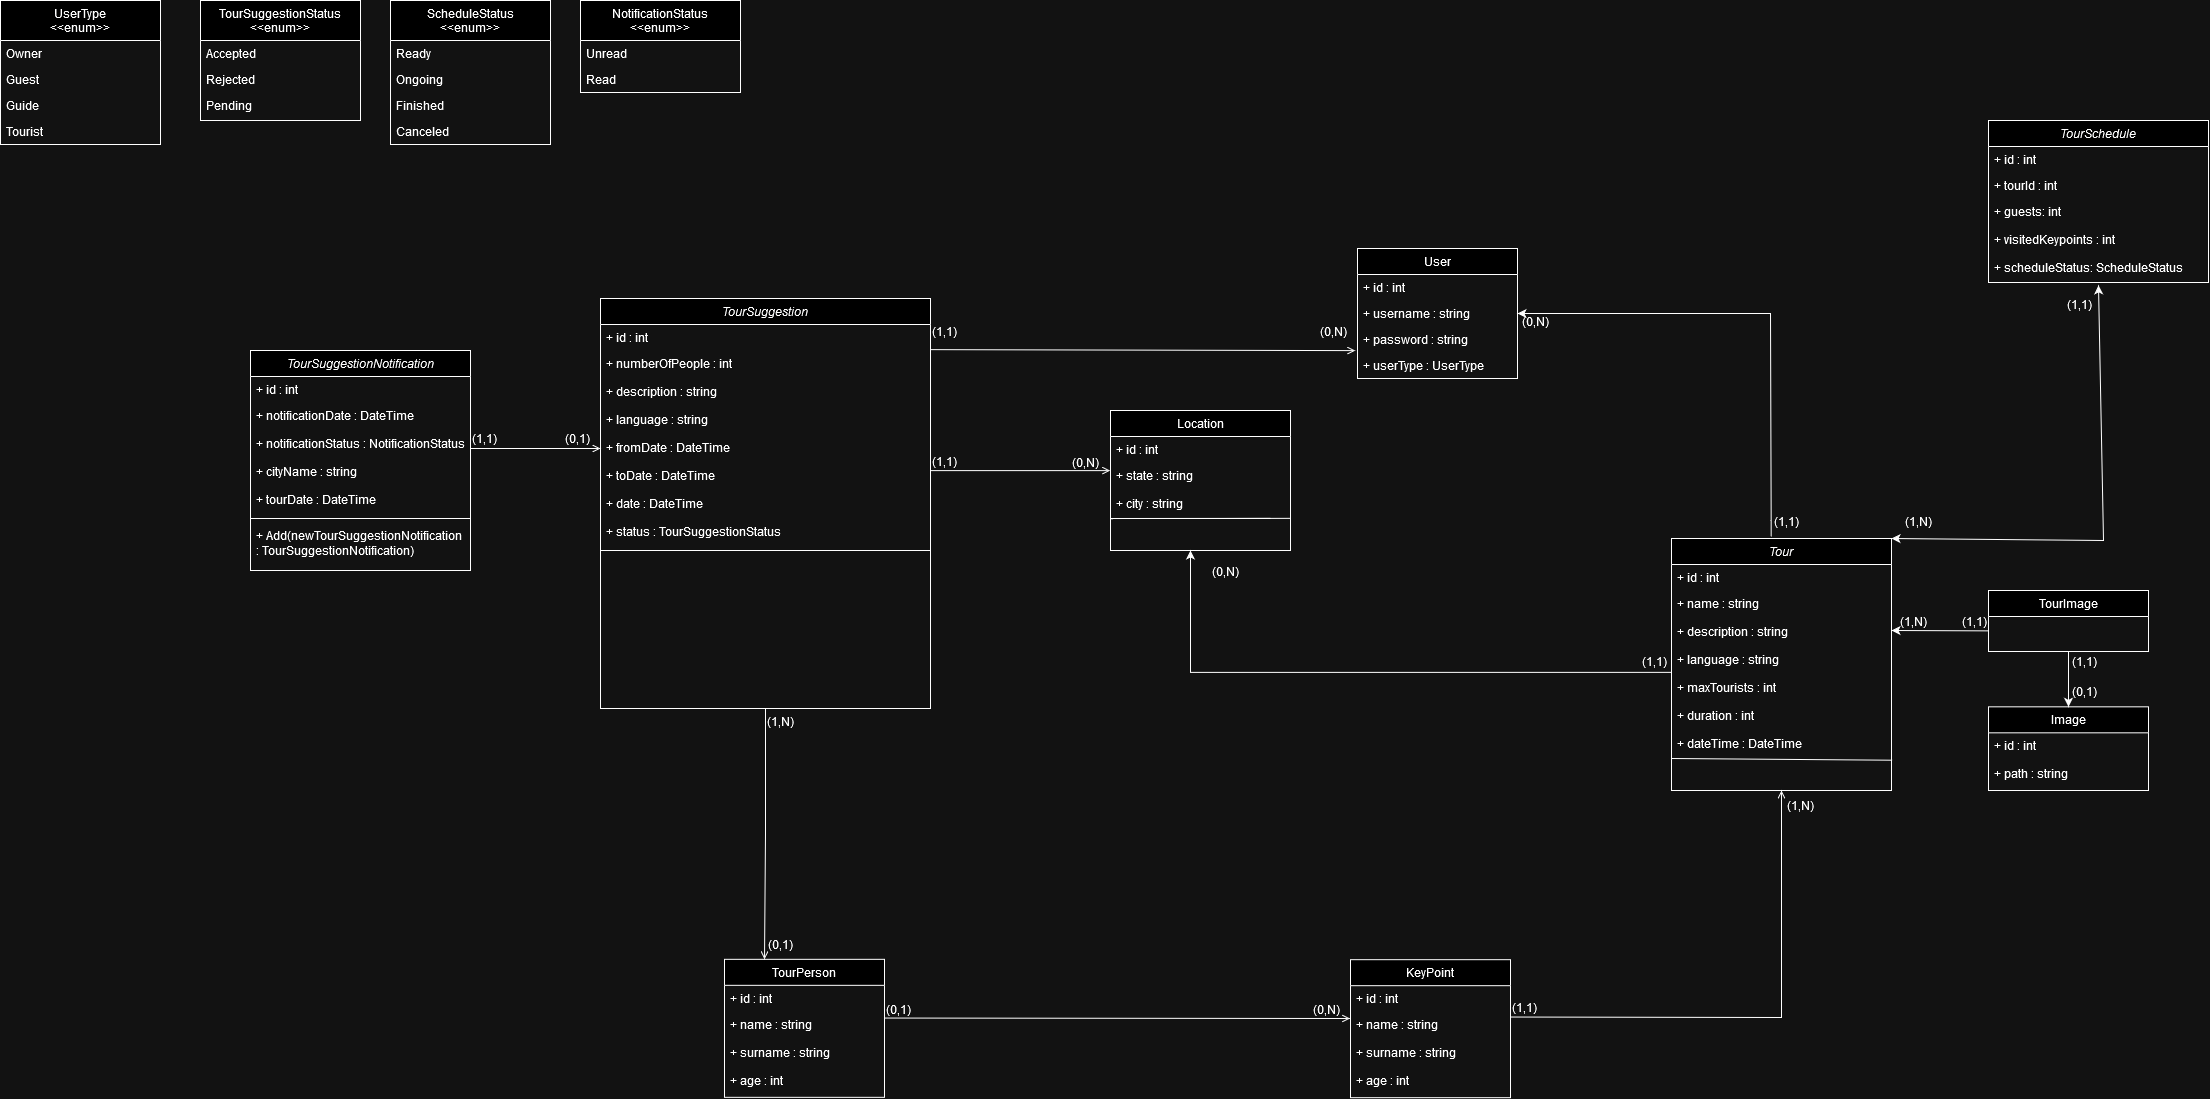 UserType
<<enum>>
Owner
Guest
Guide
Tourist
TourSuggestionStatus
<<enum>>
Accepted
Rejected
Pending
ScheduleStatus
<<enum>>
Ready
Ongoing
Finished
Canceled
NotificationStatus
<<enum>>
Unread
Read
TourSchedule
+ id : int
+ tourId : int
+ guests: int
+ visitedKeypoints : int
+ scheduleStatus: ScheduleStatus
(1,1)
User
+ id : int
+ username : string
+ password : string
+ userType : UserType
(0,N)
(0,N)
TourSuggestion
+ id : int
+ numberOfPeople : int
+ description : string
+ language : string
+ fromDate : DateTime
+ toDate : DateTime
+ date : DateTime
+ status : TourSuggestionStatus
(1,1)
(1,1)
(1,N)
TourSuggestionNotification
+ id : int
+ notificationDate : DateTime
+ notificationStatus : NotificationStatus
+ cityName : string
+ tourDate : DateTime
+ Add(newTourSuggestionNotification
: TourSuggestionNotification)
(1,1)
(0,1)
Location
+ id : int
+ state : string
+ city : string
(0,N)
(0,N)
Tour
+ id : int
+ name : string
+ description : string
+ language : string
+ maxTourists : int
+ duration : int
+ dateTime : DateTime
(1,1)
(1,N)
(1,1)
(1,N)
(1,1)
(1,N)
TourImage
(1,1)
(0,1)
Image
+ id : int
+ path : string
(0,1)
TourPerson
+ id : int
+ name : string
+ surname : string
+ age : int
(0,1)
(0,N)
KeyPoint
+ id : int
+ name : string
+ surname : string
+ age : int
(1,1)